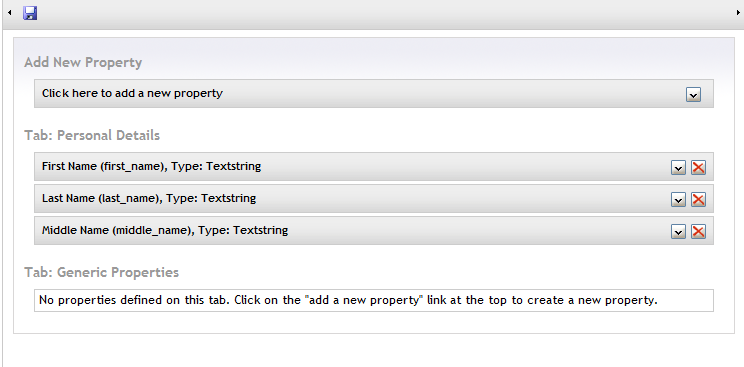 Add New Property
Click here to add a new property
Tab: Personal Details
First Name (first_name), Type: Textstring
Last Name (last_name), Type: Textstring
Middle Name (middle_name), Type: Textstring
Tab: Generic Properties
No properties defined on this tab. Click on the "add a new property" link at the top to create a new property.